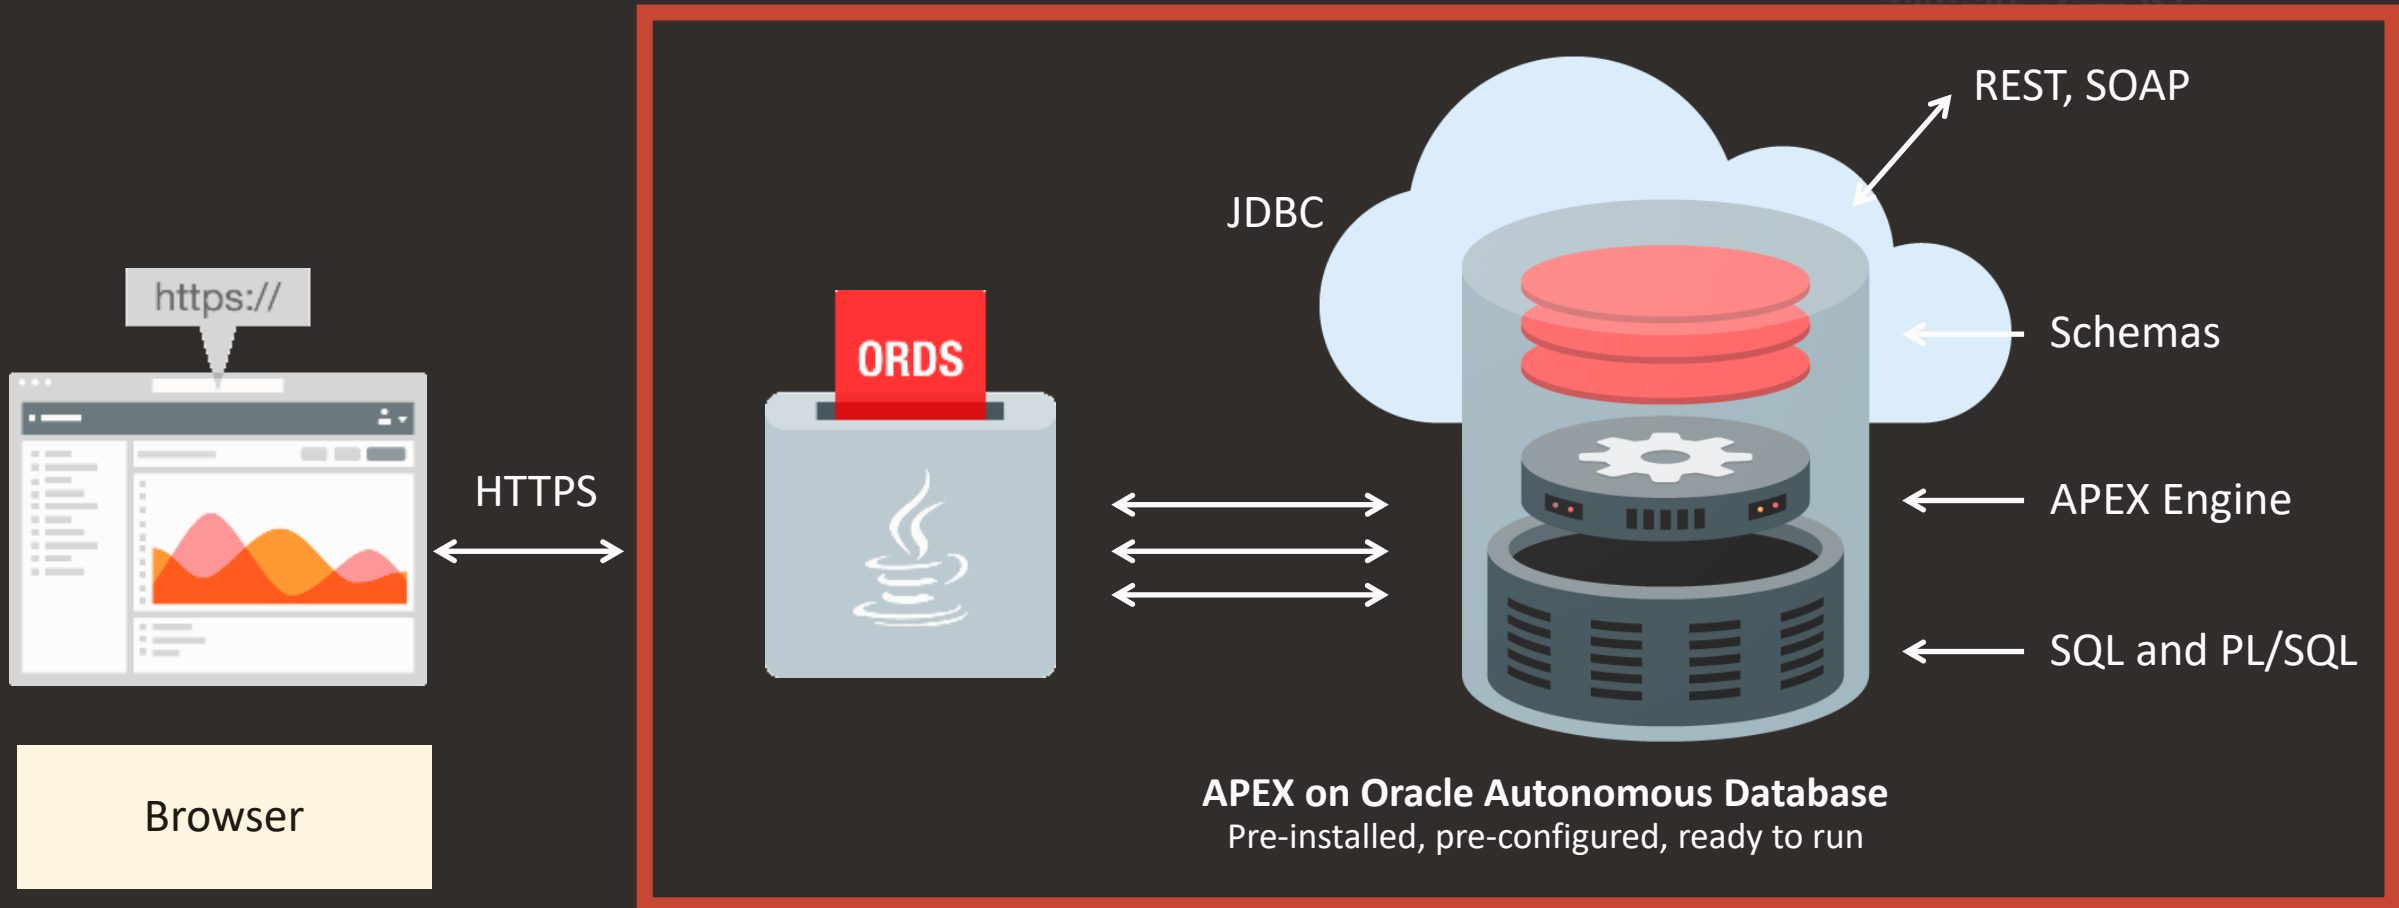 https://
HTTPS
Browser
ORDS
JDBC
REST, SOAP
Schemas
APEX Engine
SQL and PL/SQL
APEX on Oracle Autonomous Database
Pre-installed, pre-configured, ready to run